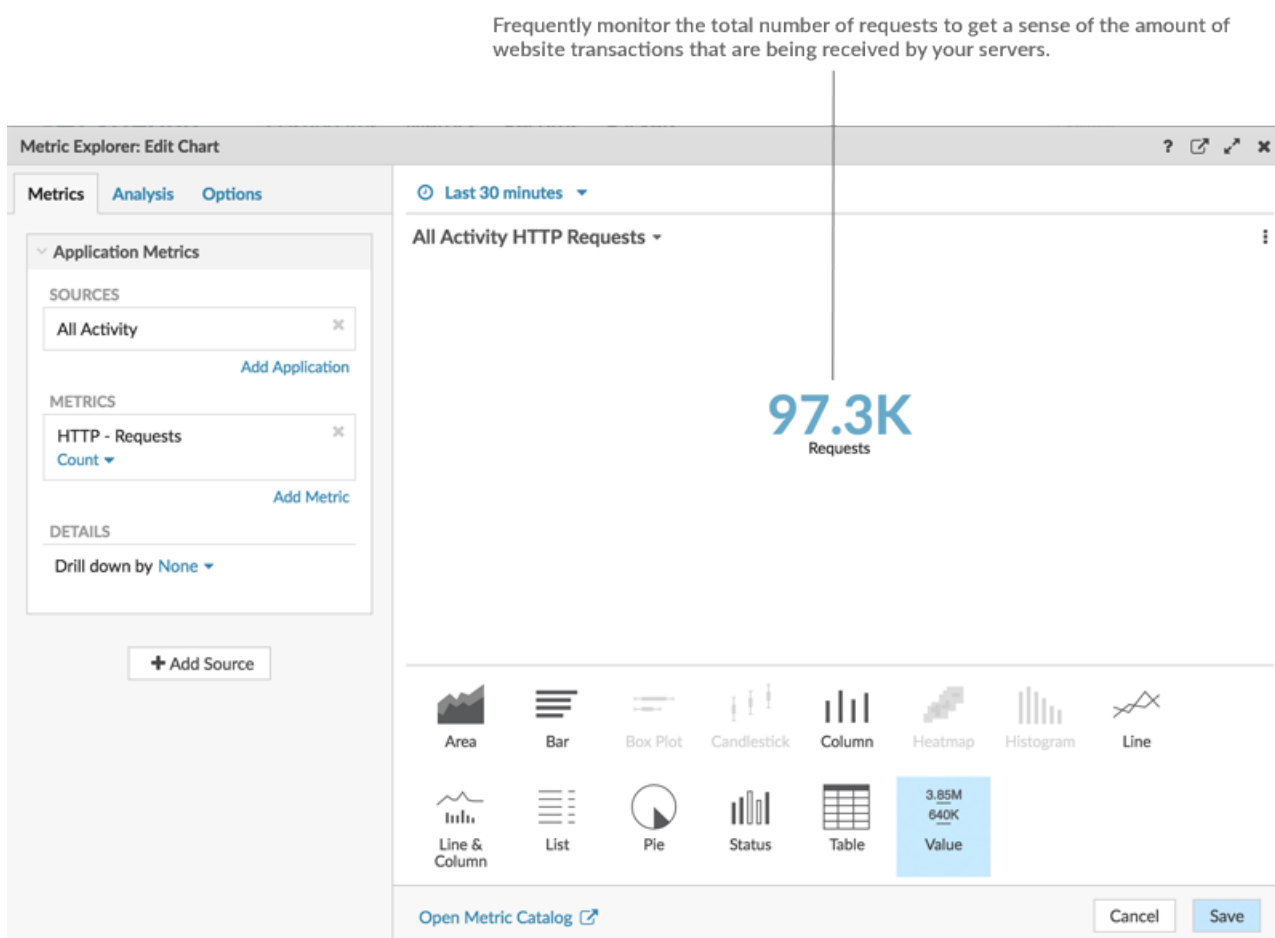 Frequently monitor the total number of requests to get a sense of the amount of
website transactions that are being received by your servers.
Metric Explorer: Edit Chart
?
Metrics Analysis Options
Last 30 minutes
Application Metrics
All Activity HTTP Requests
SOURCES
All Activity
Add Application
METRICS
HTTP - Requests
Count
Add Metric
DETAILS
Drill down by None
Add Source
97.3K
Requests
Area Bar Box Plot Candlestick Column Heatmap Histogram Line
3.85M
640K
Line &
Column
List Pie Status Table Value
Open Metric Catalog
Cancel Save